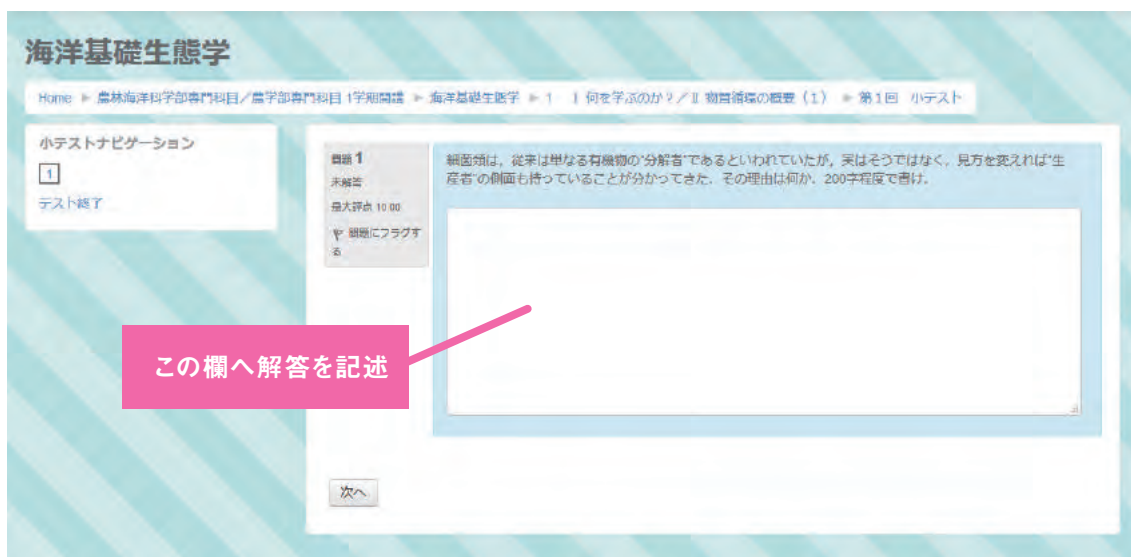 海洋基礎生態学
Home ► 農林海洋科学部専門科目／農学部専門科目 1学期開講 ► 海洋基礎生態学 ► 1 Ⅰ 何を学ぶのか？／Ⅱ 物質循環の概要（1） ► 第1回 小テスト
小テストナビゲーション
1
テスト終了
問題 1
未解答
最大評点 10.00
問題にフラグす
る
細菌類は，従来は単なる有機物の"分解者"であるといわれていたが，実はそうではなく，見方を変えれば"生
産者"の側面も持っていることが分かってきた．その理由は何か，200字程度で書け．
この欄へ解答を記述
次へ